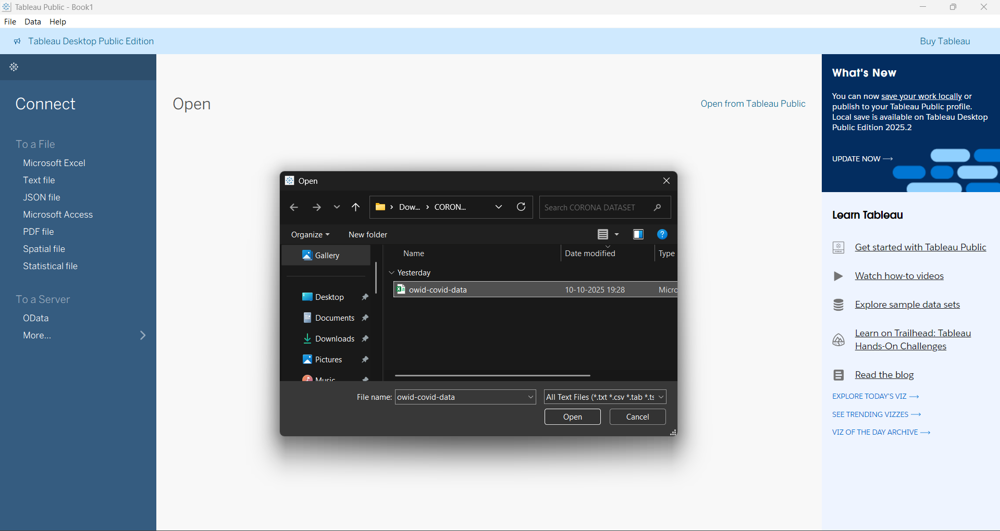 Tableau Public - Book1
File Data Help
Tableau Desktop Public Edition
Buy Tableau
Connect
To a File
Microsoft Excel
Text file
JSON file
Microsoft Access
PDF file
Spatial file
Statistical file
To a Server
OData
More...
Open
Open from Tableau Public
Open
Dow... CORON...
Search CORONA DATASET
Organize
New folder
Gallery
Desktop
Documents
Downloads
Pictures
Music
Name Date modified Type
Yesterday
owid-covid-data 10-10-2025 19:28 Micro
File name: owid-covid-data
All Text Files (*.txt *.csv *.tab *.ts
Open Cancel
What's New
You can now save your work locally or
publish to your Tableau Public profile.
Local save is available on Tableau Desktop
Public Edition 2025.2
UPDATE NOW
Learn Tableau
Get started with Tableau Public
Watch how-to videos
Explore sample data sets
Learn on Trailhead: Tableau
Hands-On Challenges
Read the blog
EXPLORE TODAY'S VIZ
SEE TRENDING VIZZES
VIZ OF THE DAY ARCHIVE